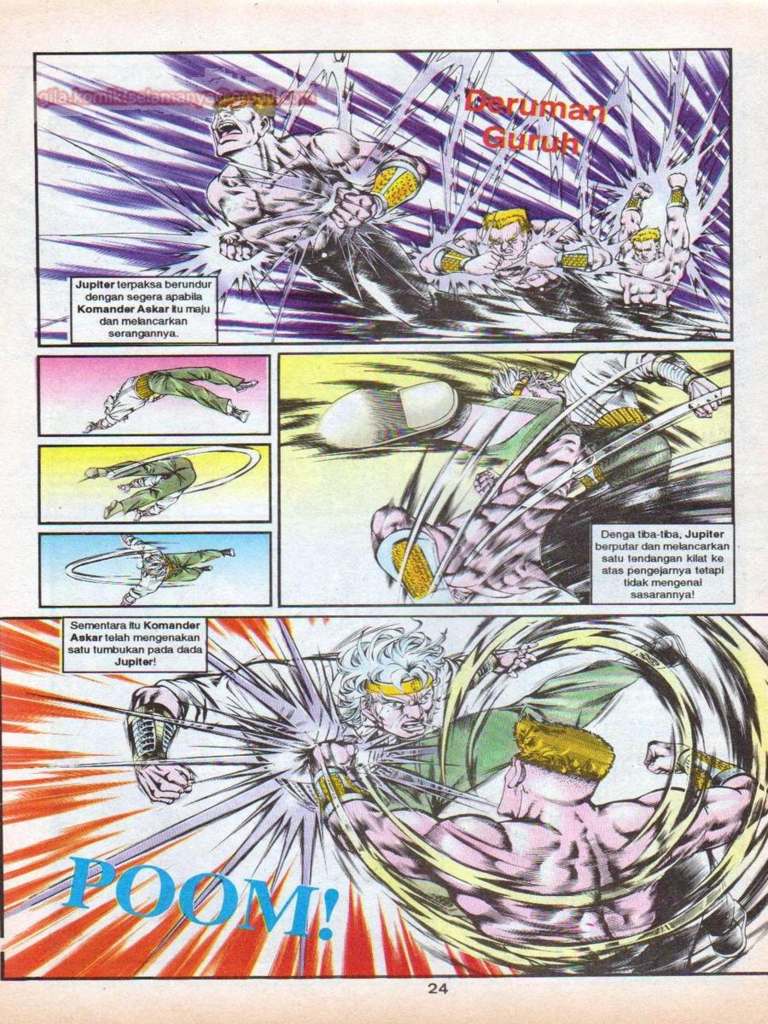 gila.komik.selamanya@gmail.com
Deruman
Guruh
Jupiter terpaksa berundur
dengan segera apabila
Komander Askar itu maju
dan melancarkan
serangannya.
Denga tiba-tiba, Jupiter
berputar dan melancarkan
satu tendangan kilat ke
atas pengejarnya tetapi
tidak mengenai
sasarannya!
Sementara itu Komander
Askar telah mengenakan
satu tumbukan pada dada
Jupiter!
POOM!
24